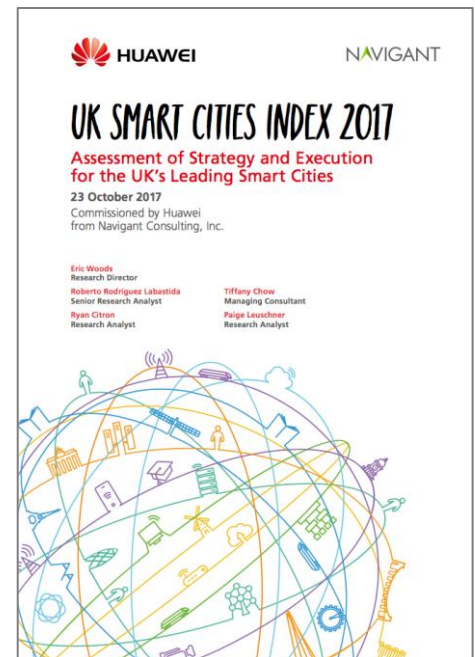 HUAWEI
NAVIGANT
UK SMART CITIES INDEX 2017
Assessment of Strategy and Execution
for the UK's Leading Smart Cities
23 October 2017
Commissioned by Huawei
from Navigant Consulting, Inc.
Eric Woods
Research Director
Roberto Rodriguez Labastida
Senior Research Analyst
Ryan Citron
Research Analyst
Tiffany Chow
Managing Consultant
Paige Leuschner
Research Analyst